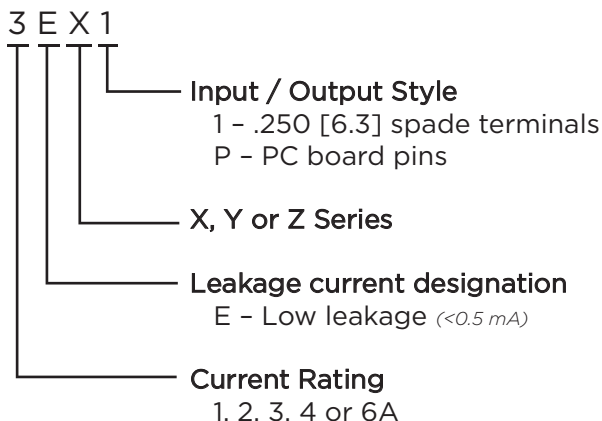 3 E X 1
Input / Output Style
1 – .250 [6.3] spade terminals
P – PC board pins
X, Y or Z Series
Leakage current designation
E – Low leakage (<0.5 mA)
Current Rating
1, 2, 3, 4 or 6A